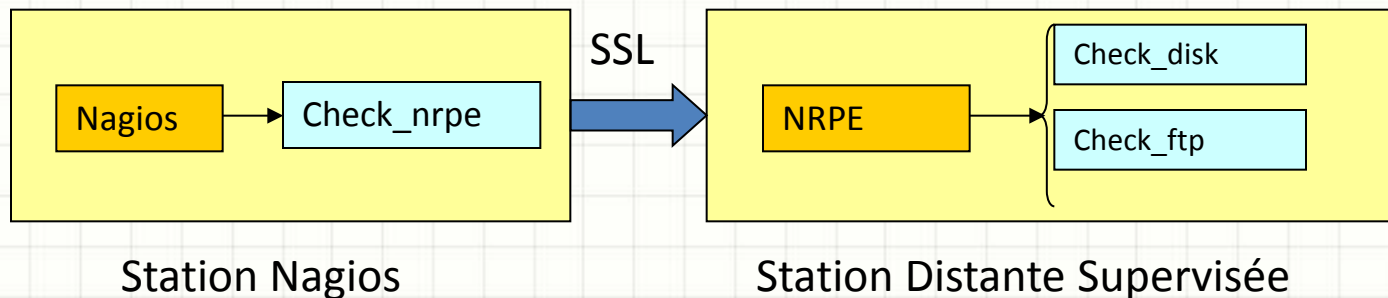 SSL
Nagios
Check_nrpe
NRPE
Check_disk
Check_ftp
Station Nagios
Station Distante Supervisée